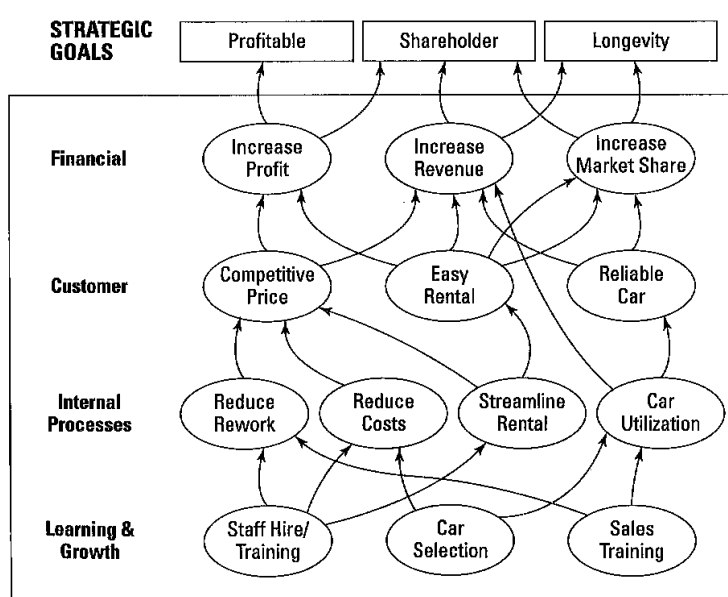 STRATEGIC
GOALS
Profitable
Shareholder
Longevity
Financial
Increase
Profit
Increase
Revenue
Increase
Market Share
Customer
Competitive
Price
Easy
Rental
Reliable
Car
Internal
Processes
Reduce
Rework
Reduce
Costs
Streamline
Rental
Car
Utilization
Learning &
Growth
Staff Hire/
Training
Car
Selection
Sales
Training